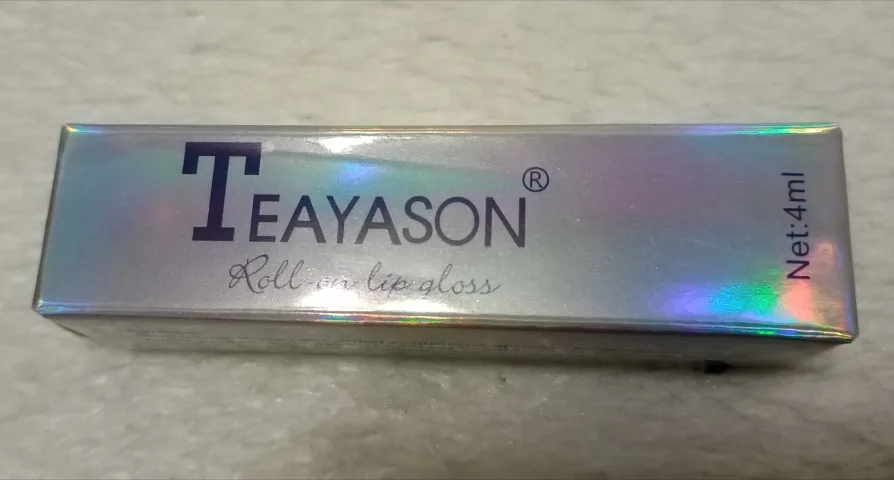 TEAYASON®
Roll-on lip gloss
Net:4ml